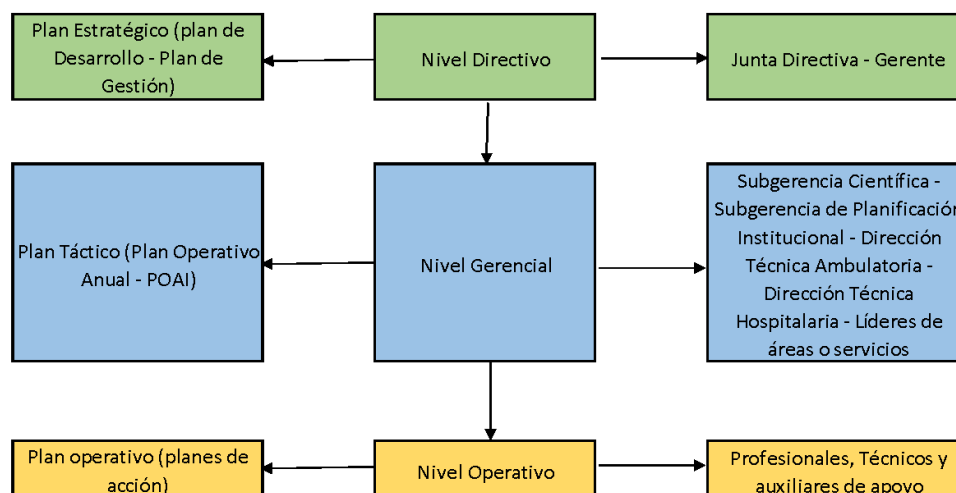 Plan Estratégico (plan de
Desarrollo - Plan de
Gestión)
Nivel Directivo
Junta Directiva - Gerente
Plan Táctico (Plan Operativo
Anual - POAI)
Nivel Gerencial
Subgerencia Científica -
Subgerencia de Planificación
Institucional - Dirección
Técnica Ambulatoria -
Dirección Técnica
Hospitalaria - Líderes de
áreas o servicios
Plan operativo (planes de
acción)
Nivel Operativo
Profesionales, Técnicos y
auxiliares de apoyo